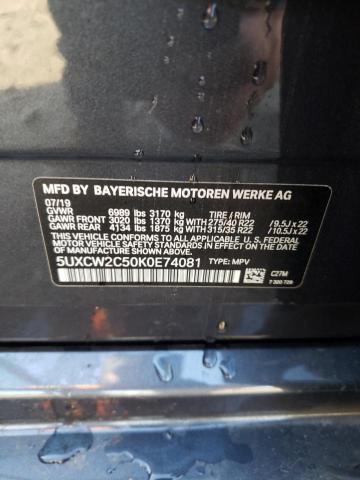 MFD BY BAYERISCHE MOTOREN WERKE AG
07/19
GVWR 6989 lbs 3170 kg TIRE / RIM
GAWR FRONT 3020 lbs 1370 kg WITH 275/40 R22 / 9.5J x 22
GAWR REAR 4134 lbs 1875 kg WITH 315/35 R22 / 10.5J x 22
THIS VEHICLE CONFORMS TO ALL APPLICABLE U.S. FEDERAL
MOTOR VEHICLE SAFETY STANDARDS IN EFFECT
ON THE DATE OF MANUFACTURE SHOWN ABOVE.
5UXCW2C50K0E74081 TYPE: MPV
C27M